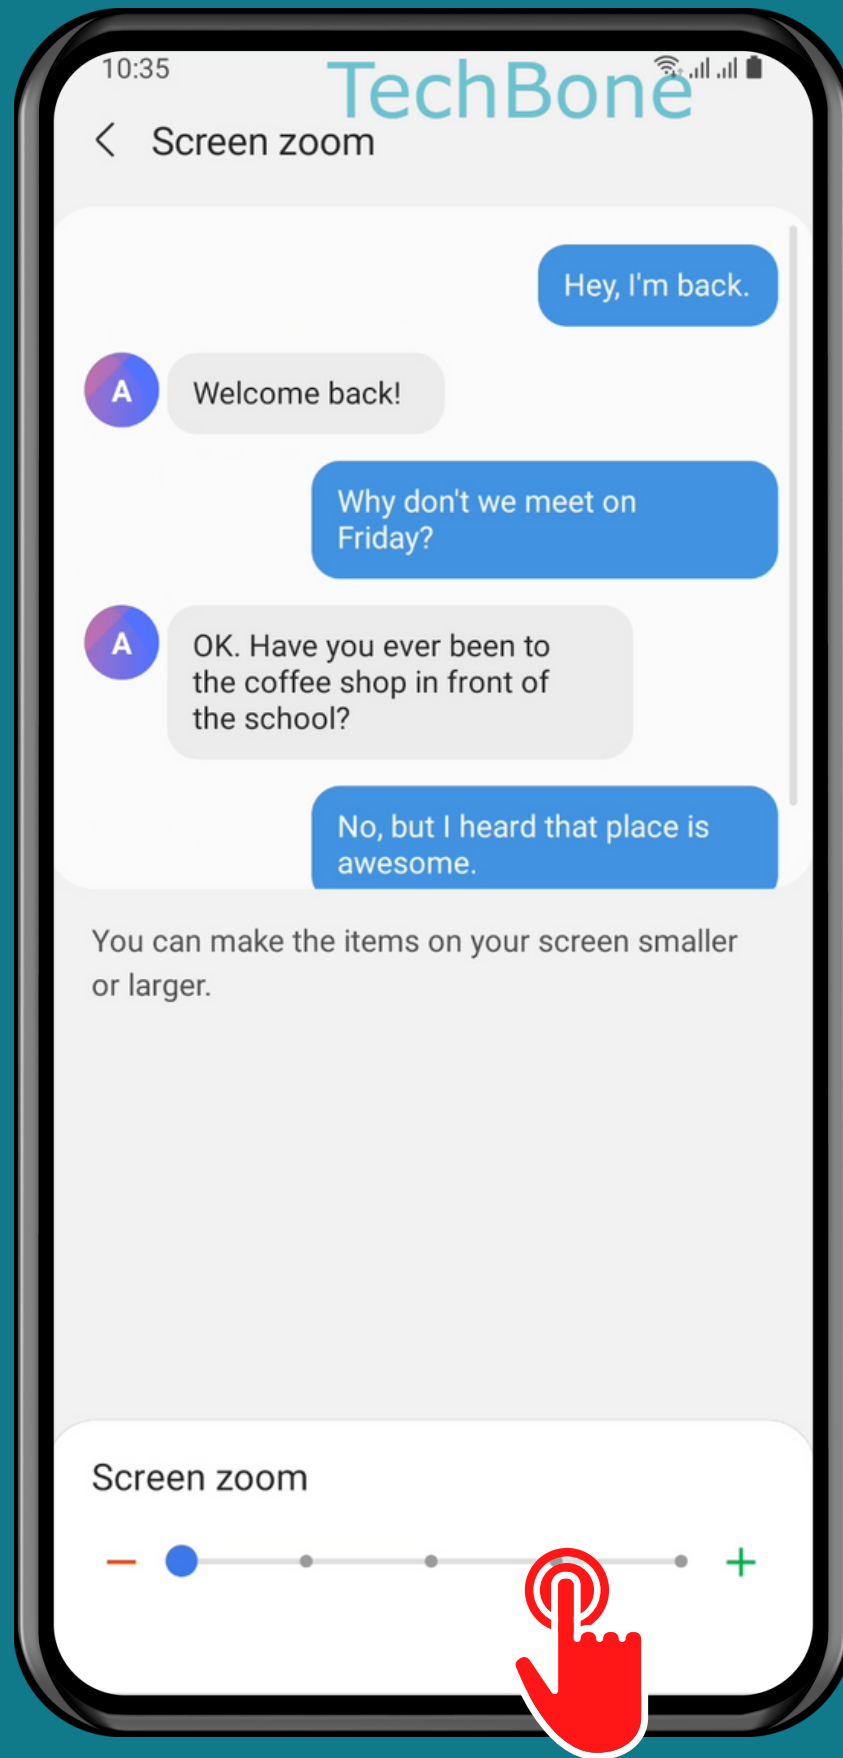 10:35
TechBone
Screen zoom
Hey, I'm back.
A
Welcome back!
Why don't we meet on
Friday?
A
OK. Have you ever been to
the coffee shop in front of
the school?
No, but I heard that place is
awesome.
You can make the items on your screen smaller
or larger.
Screen zoom